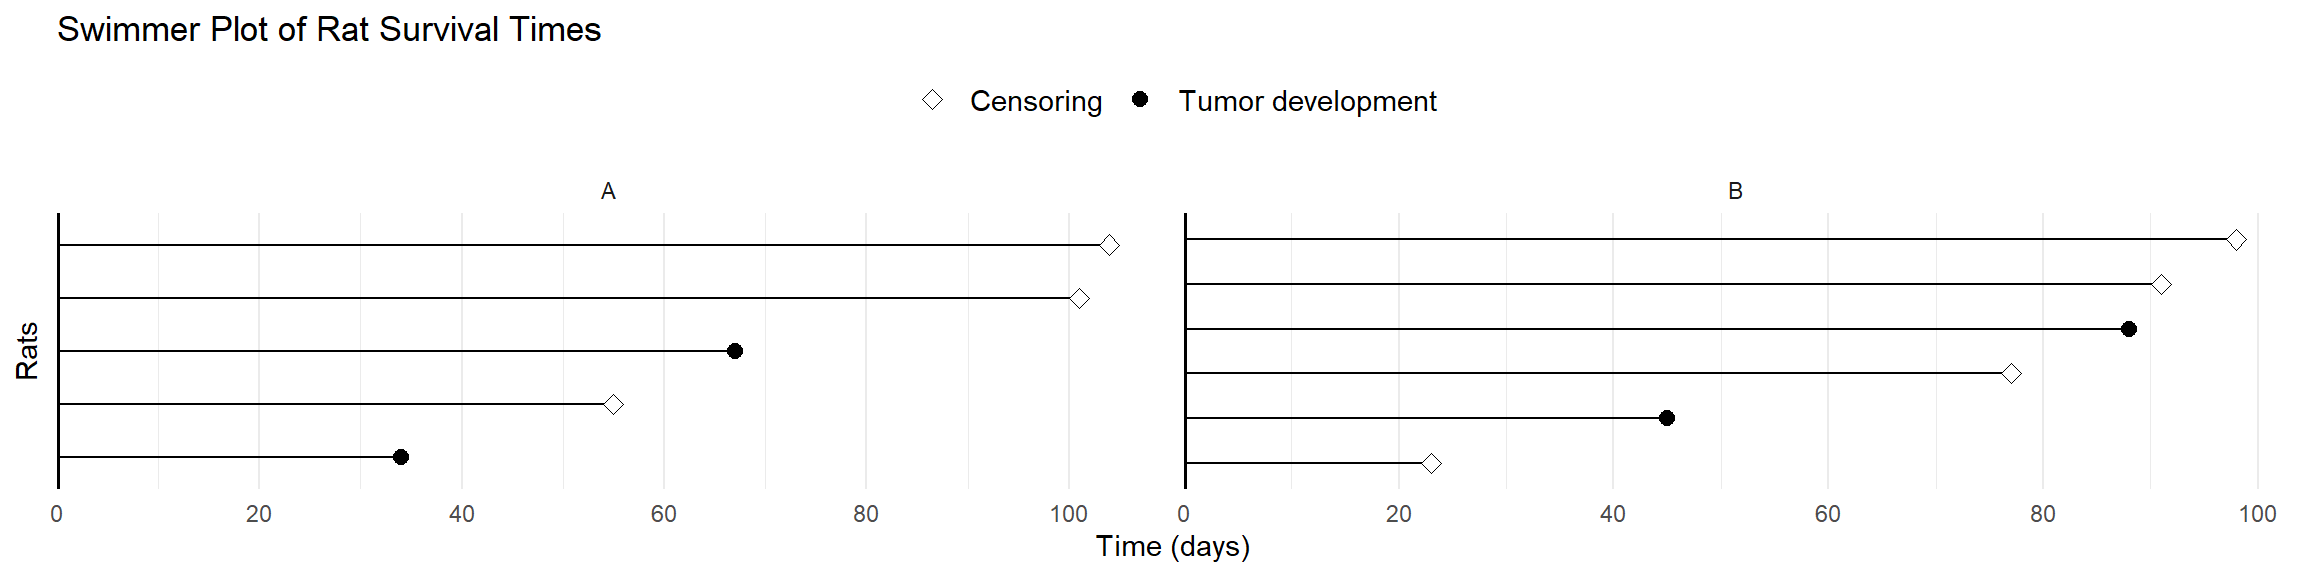 Swimmer Plot of Rat Survival Times
Censoring Tumor development
A B
Rats
0 20 40 60 80 100 0 20 40 60 80 100
Time (days)